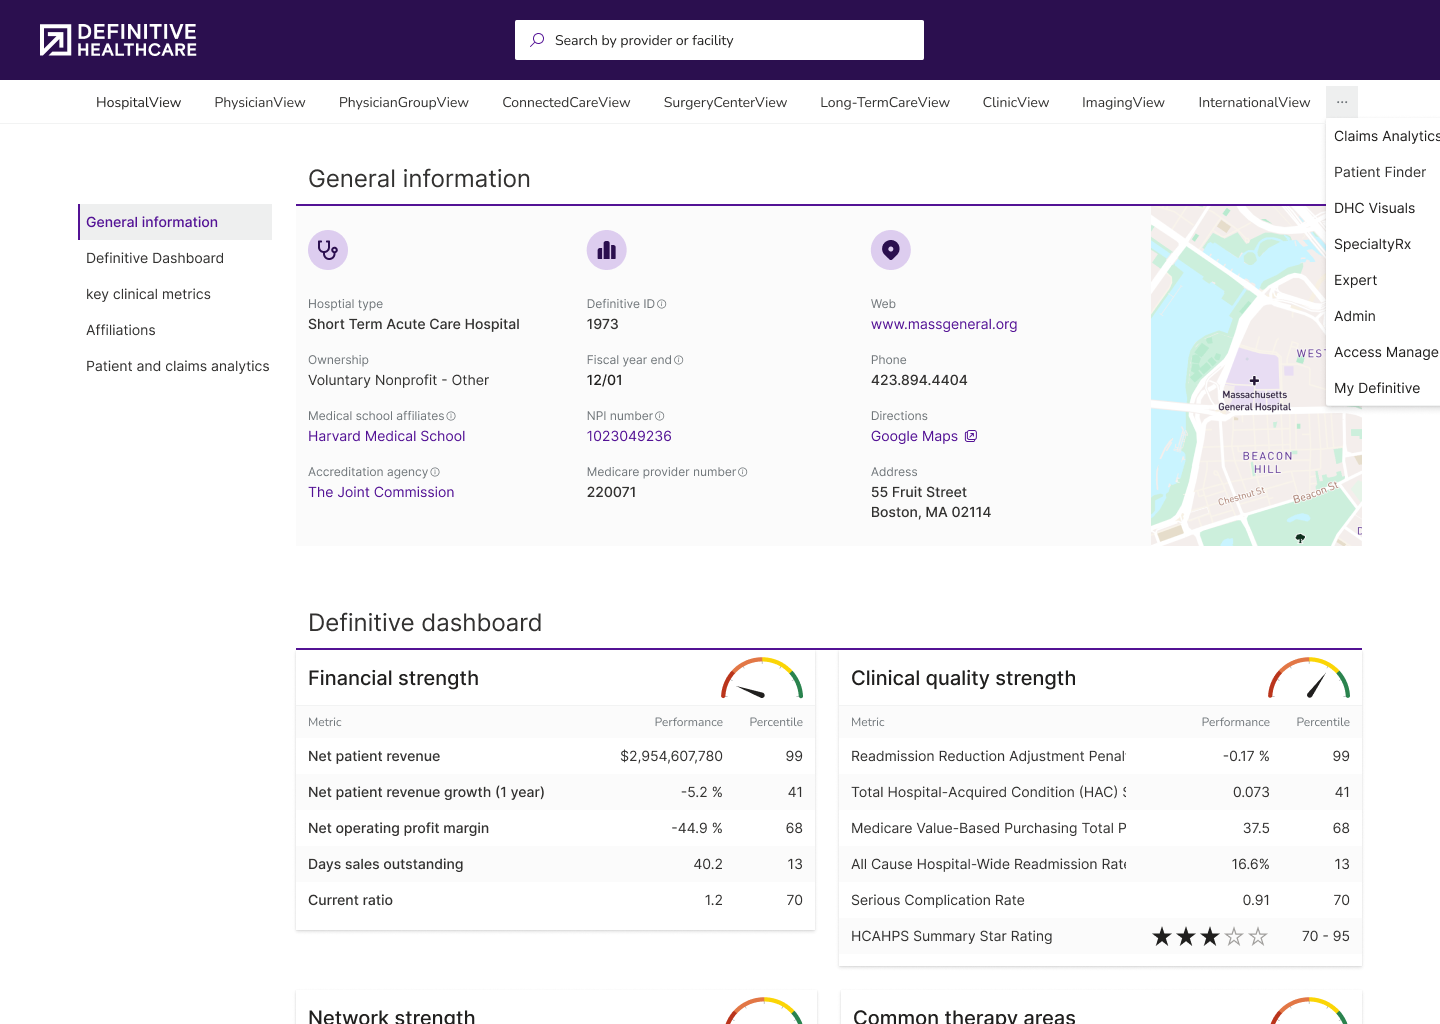 DEFINITIVE
HEALTHCARE
Search by provider or facility
HospitalView PhysicianView PhysicianGroupView ConnectedCareView SurgeryCenterView Long-TermCareView ClinicView ImagingView InternationalView ...
Claims Analytics
Patient Finder
DHC Visuals
SpecialtyRx
Expert
Admin
Access Manage
My Definitive
General information
Definitive Dashboard
key clinical metrics
Affiliations
Patient and claims analytics
General information
Hosptial type
Short Term Acute Care Hospital
Ownership
Voluntary Nonprofit - Other
Medical school affiliates
Harvard Medical School
Accreditation agency
The Joint Commission
Definitive ID
1973
Fiscal year end
12/01
NPI number
1023049236
Medicare provider number
220071
Web
www.massgeneral.org
Phone
423.894.4404
Directions
Google Maps
Address
55 Fruit Street
Boston, MA 02114
WEST
Massachusetts
General Hospital
BEACON
HILL
Chestnut St
Beacon St
Definitive dashboard
Financial strength
Metric Performance Percentile
Net patient revenue $2,954,607,780 99
Net patient revenue growth (1 year) -5.2 % 41
Net operating profit margin -44.9 % 68
Days sales outstanding 40.2 13
Current ratio 1.2 70
Clinical quality strength
Metric Performance Percentile
Readmission Reduction Adjustment Penal -0.17 % 99
Total Hospital-Acquired Condition (HAC) S 0.073 41
Medicare Value-Based Purchasing Total P 37.5 68
All Cause Hospital-Wide Readmission Rate 16.6% 13
Serious Complication Rate 0.91 70
HCAHPS Summary Star Rating 70 - 95
Network strength
Common therapy areas